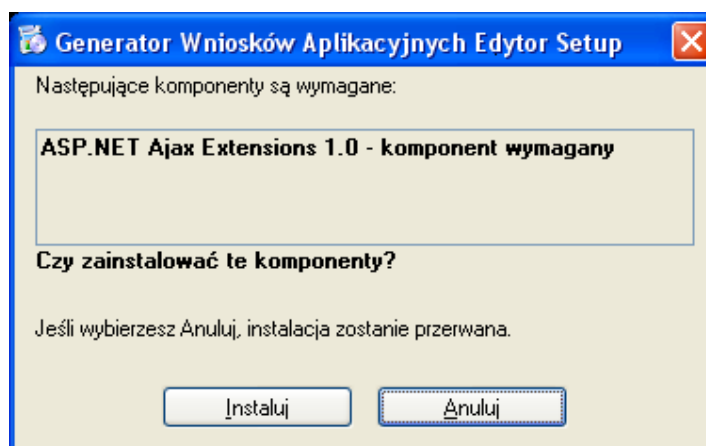 Generator Wniosków Aplikacyjnych Edytor Setup
Następujące komponenty są wymagane:
ASP.NET Ajax Extensions 1.0 - komponent wymagany
Czy zainstalować te komponenty?
Jeśli wybierzesz Anuluj, instalacja zostanie przerwana.
Instaluj Anuluj